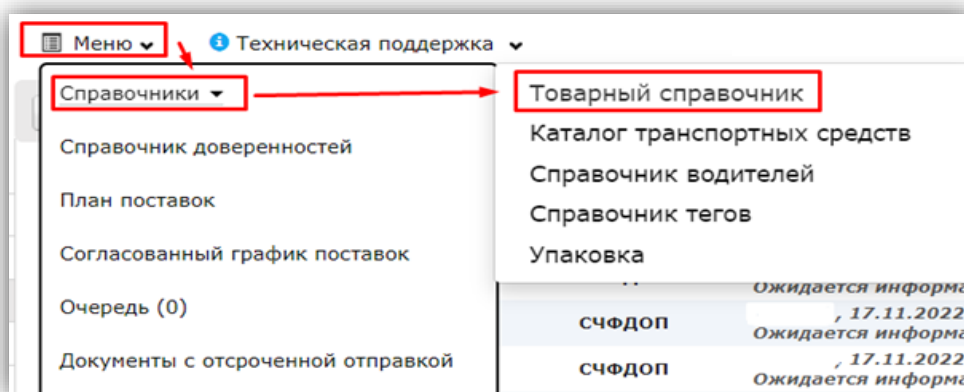 Меню
Техническая поддержка
Справочники
Справочник доверенностей
План поставок
Согласованный график поставок
Очередь (0)
Документы с отсроченной отправкой
Товарный справочник
Каталог транспортных средств
Справочник водителей
Справочник тегов
Упаковка
Ожидается информа
СЧФДОП
, 17.11.2022
Ожидается информа
СЧФДОП
, 17.11.2022
Ожидается информа